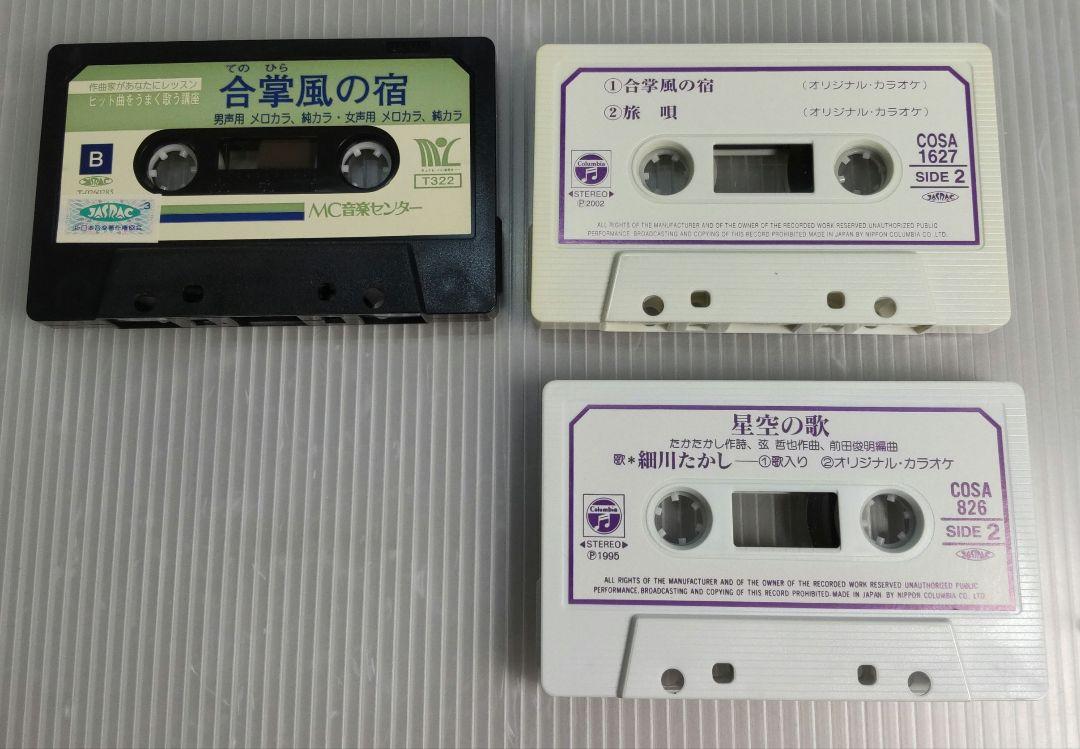 作曲家があなたにレッスン
ヒット曲をうまく歌う講座
ての ひら
合掌風の宿
男声用 メロカラ、純カラ・女声用 メロカラ、純カラ
B
T322
JASRAC
MC音楽センター
①合掌風の宿 (オリジナル・カラオケ)
②旅 唄 (オリジナル・カラオケ)
Columbia
STEREO
Ⓟ2002
COSA
1627
SIDE 2
JASRAC
ALL RIGHTS OF THE MANUFACTURER AND OF THE OWNER OF THE RECORDED WORK RESERVED.UNAUTHORIZED PUBLIC
PERFORMANCE. BROADCASTING AND COPYING OF THIS RECORD PROHIBITED.MADE IN JAPAN BY NIPPON COLUMBIA CO., LTD.
星空の歌
たかたかし作詩、弦 哲也作曲、前田俊明編曲
歌*細川たかし──①歌入り ②オリジナル・カラオケ
Columbia
STEREO
Ⓟ1995
COSA
826
SIDE 2
JASRAC
ALL RIGHTS OF THE MANUFACTURER AND OF THE OWNER OF THE RECORDED WORK RESERVED UNAUTHORIZED PUBLIC
PERFORMANCE. BROADCASTING AND COPYING OF THIS RECORD PROHIBITED-MADE IN JAPAN BY NIPPON COLUMBIA CO. LTD.